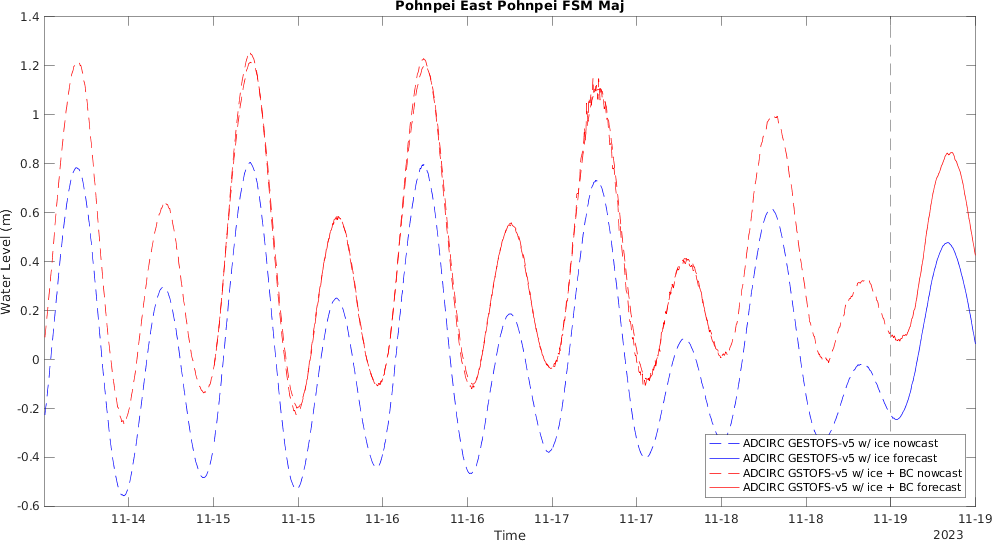 Pohnpei East Pohnpei FSM Maj
1.4
1.2
1
0.8
0.6
0.4
0.2
0
-0.2
-0.4
-0.6
Water Level (m)
ADCIRC GESTOFS-v5 w/ ice nowcast
ADCIRC GESTOFS-v5 w/ ice forecast
ADCIRC GSTOFS-v5 w/ ice + BC nowcast
ADCIRC GSTOFS-v5 w/ ice + BC forecast
11-14 11-15 11-15 11-16 11-16 11-17 11-17 11-18 11-18 11-19 11-19
Time
2023